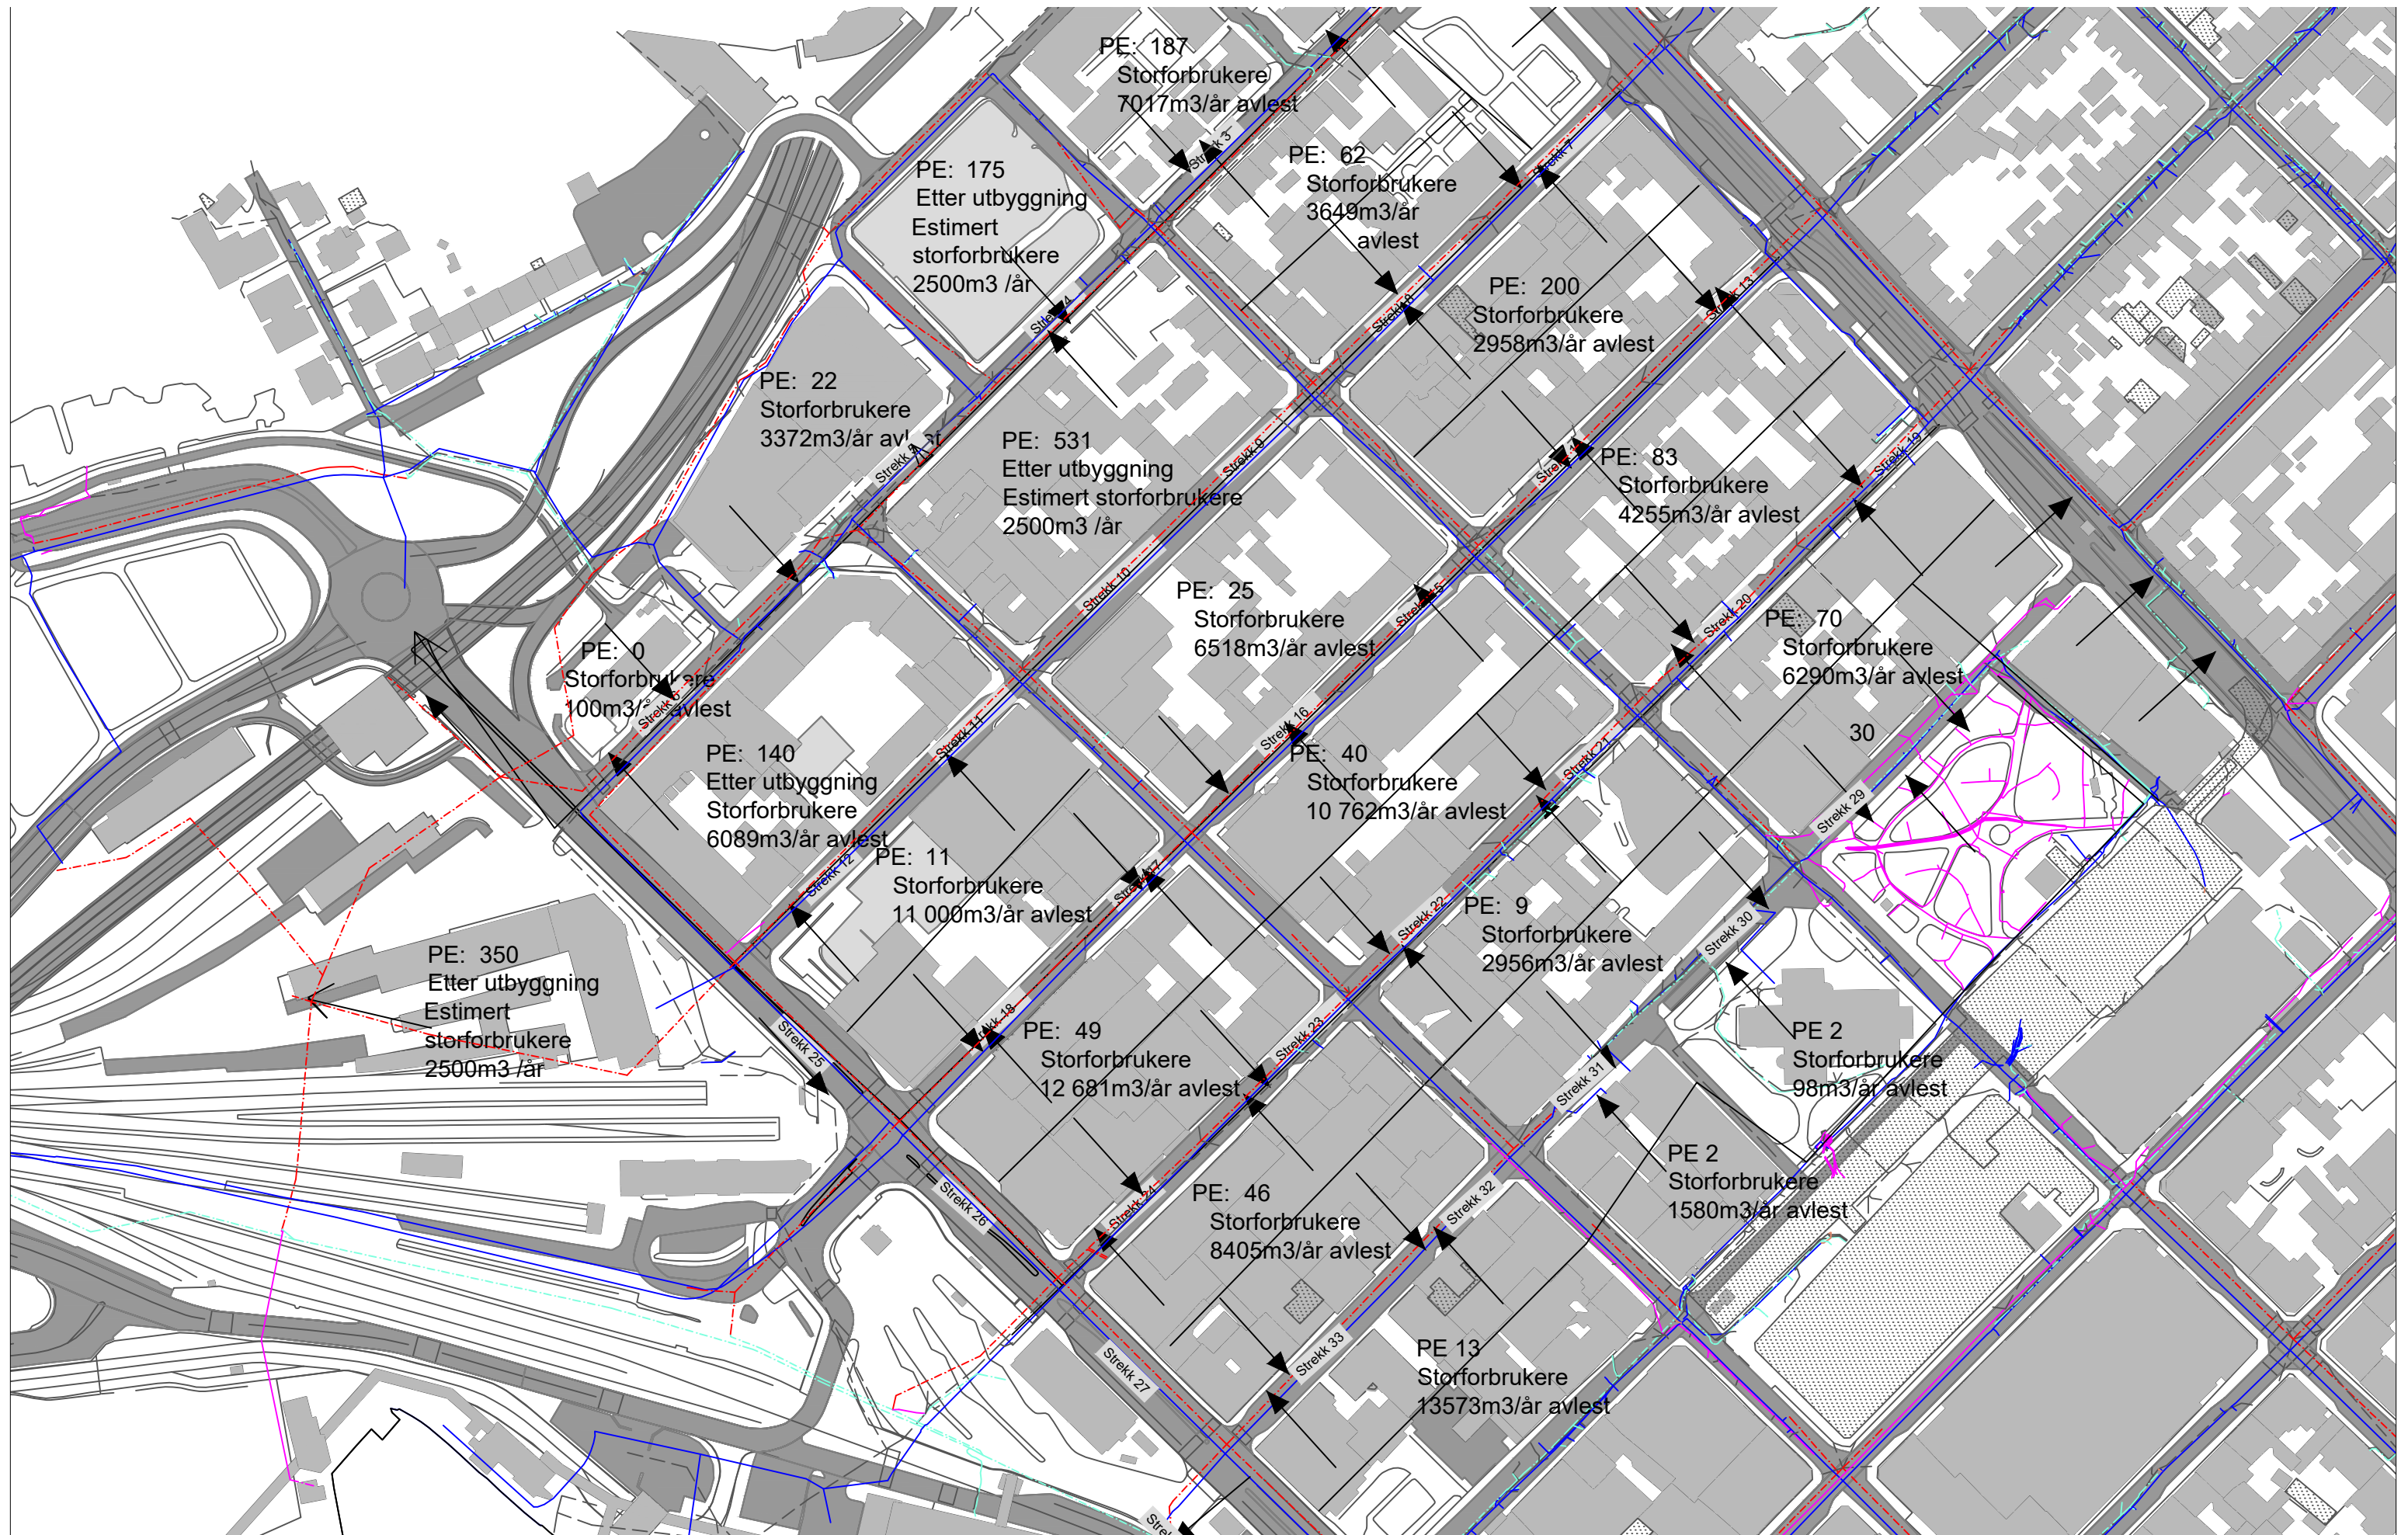 PE: 187
Storforbrukere
7017m3/år avlest
Strekk 3
PE: 62
Storforbrukere
3649m3/år
avlest
Strekk 7
PE: 175
Etter utbyggning
Estimert
storforbrukere
2500m3 /år
PE: 200
Storforbrukere
2958m3/år avlest
Strekk 13
PE: 22
Storforbrukere
3372m3/år avlest
PE: 531
Etter utbyggning
Estimert storforbrukere
2500m3 /år
Strekk 9
PE: 83
Storforbrukere
4255m3/år avlest
Strekk 19
Strekk 10
PE: 25
Storforbrukere
6518m3/år avlest
Strekk 20
PE: 70
Storforbrukere
6290m3/år avlest
30
PE: 0
Storforbrukere
Strekk 11
Strekk 16
PE: 140
Etter utbyggning
Storforbrukere
6089m3/år avlest
PE: 40
Storforbrukere
10 762m3/år avlest
Strekk 21
Strekk 29
Strekk 12
PE: 11
Storforbrukere
11 000m3/år avlest
Strekk 22
PE: 9
Storforbrukere
2956m3/år avlest
Strekk 30
PE: 350
Etter utbyggning
Estimert
storforbrukere
2500m3 /år
Strekk 25
PE: 49
Storforbrukere
12 681m3/år avlest
Strekk 23
PE 2
Storforbrukere
98m3/år avlest
Strekk 31
PE 2
Storforbrukere
1580m3/år avlest
Strekk 26
Strekk 24
PE: 46
Storforbrukere
8405m3/år avlest
Strekk 32
Strekk 27
Strekk 33
PE 13
Storforbrukere
13573m3/år avlest